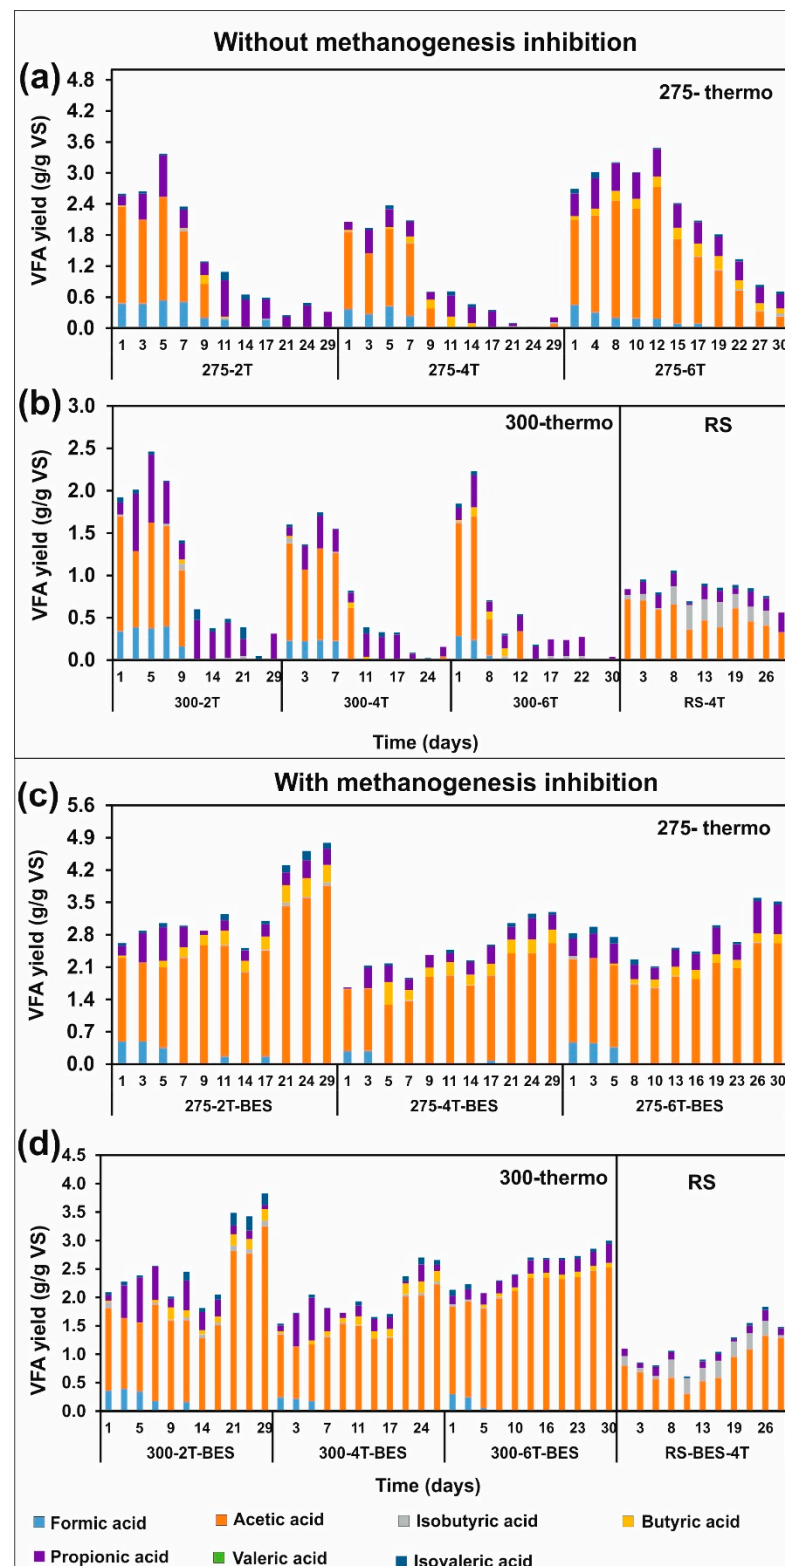 Without methanogenesis inhibition
(a)
275- thermo
VFA yield (g/g VS)
4.8
4.2
3.6
3.0
2.4
1.8
1.2
0.6
0.0
1 3 5 7 9 11 14 17 21 24 29 1 3 5 7 9 11 14 17 21 24 29 1 4 8 10 12 15 17 19 22 27 30
275-2T 275-4T 275-6T
(b)
300-thermo RS
VFA yield (g/g VS)
3.0
2.5
2.0
1.5
1.0
0.5
0.0
1 5 9 14 21 29 3 7 11 17 24 1 8 12 17 22 30 3 8 13 19 26
300-2T 300-4T 300-6T RS-4T
Time (days)
With methanogenesis inhibition
(c)
275- thermo
VFA yield (g/g VS)
5.6
4.9
4.2
3.5
2.8
2.1
1.4
0.7
0.0
1 3 5 7 9 11 14 17 21 24 29 1 3 5 7 9 11 14 17 21 24 29 1 3 5 8 10 13 16 19 23 26 30
275-2T-BES 275-4T-BES 275-6T-BES
(d)
300-thermo RS
VFA yield (g/g VS)
4.5
4.0
3.5
3.0
2.5
2.0
1.5
1.0
0.5
0.0
1 5 9 14 21 29 3 7 11 17 24 1 5 10 16 23 30 3 8 13 19 26
300-2T-BES 300-4T-BES 300-6T-BES RS-BES-4T
Time (days)
Formic acid Acetic acid Isobutyric acid Butyric acid
Propionic acid Valeric acid Isovaleric acid